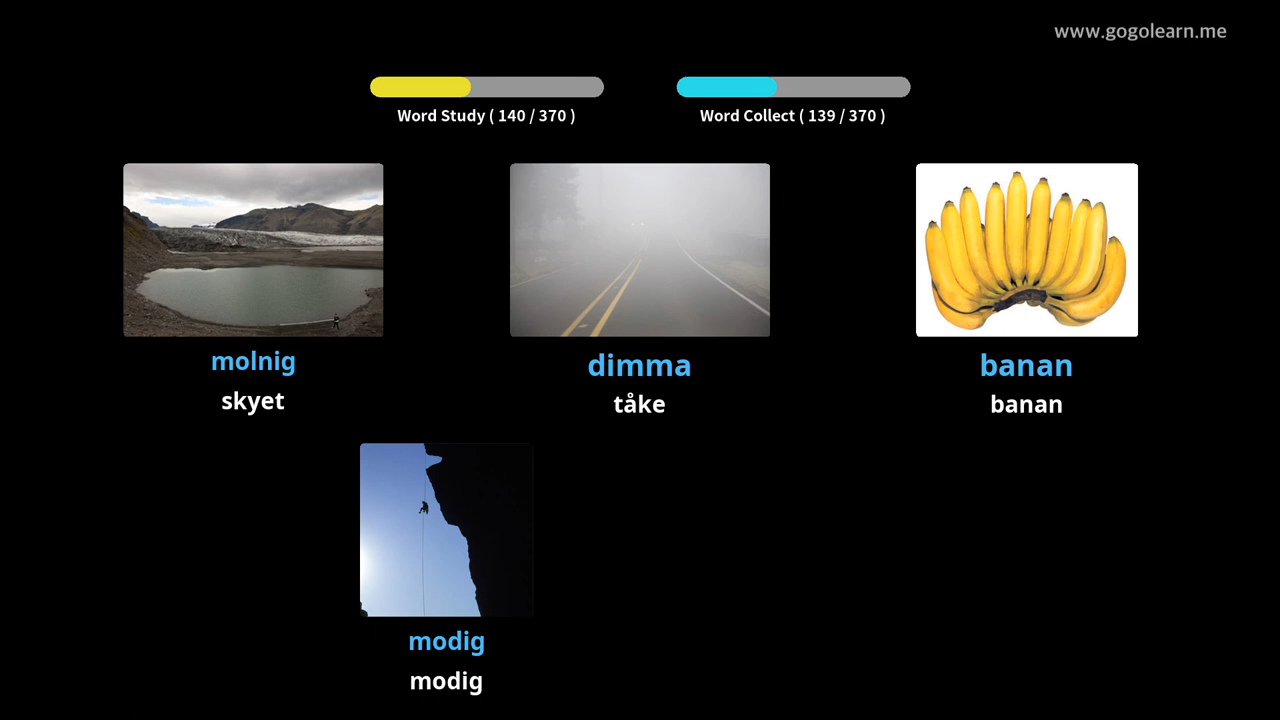 www.gogolearn.me
Word Study ( 140 / 370 )
Word Collect ( 139 / 370 )
molnig
skyet
dimma
tåke
banan
banan
modig
modig